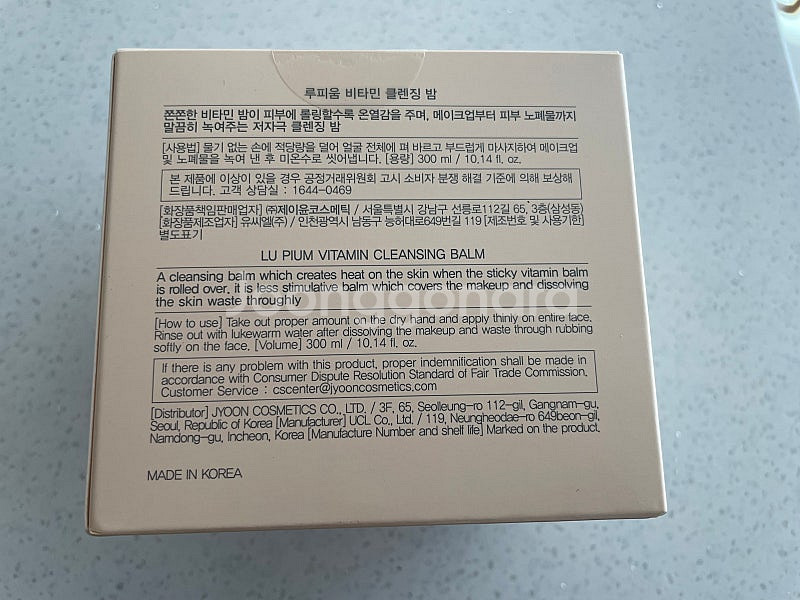 루피움 비타민 클렌징 밤
쫀쫀한 비타민 밤이 피부에 롤링할수록 온열감을 주며, 메이크업부터 피부 노폐물까지
말끔히 녹여주는 저자극 클렌징 밤
[사용법] 물기 없는 손에 적당량을 덜어 얼굴 전체에 펴 바르고 부드럽게 마사지하여 메이크업
및 노폐물을 녹여 낸 후 미온수로 씻어냅니다. [용량] 300 ml / 10.14 fl. oz.
본 제품에 이상이 있을 경우 공정거래위원회 고시 소비자 분쟁 해결 기준에 의해 보상해
드립니다. 고객 상담실 : 1644-0469
[화장품책임판매업자] ㈜제이윤코스메틱 / 서울특별시 강남구 선릉로112길 65, 3층(삼성동)
[화장품제조업자] 유씨엘(주) / 인천광역시 남동구 능허대로649번길 119 [제조번호 및 사용기한]
별도표기
LU PIUM VITAMIN CLEANSING BALM
A cleansing balm which creates heat on the skin when the sticky vitamin balm
is rolled over. it is less stimulative balm which covers the makeup and dissolving
the skin waste throughly
Joonggonara
[How to use] Take out proper amount on the dry hand and apply thinly on entire face.
Rinse out with lukewarm water after dissolving the makeup and waste through rubbing
softly on the face. [Volume] 300 ml / 10.14 fl. oz.
If there is any problem with this product, proper indemnification shall be made in
accordance with Consumer Dispute Resolution Standard of Fair Trade Commission.
Customer Service : cscenter@jyooncosmetics.com
[Distributor] JYOON COSMETICS CO., LTD. / 3F, 65, Seolleung-ro 112-gil, Gangnam-gu,
Seoul, Republic of Korea [Manufacturer] UCL Co., Ltd. / 119, Neungheodae-ro 649beon-gil,
Namdong-gu, Incheon, Korea [Manufacture Number and shelf life] Marked on the product.
MADE IN KOREA